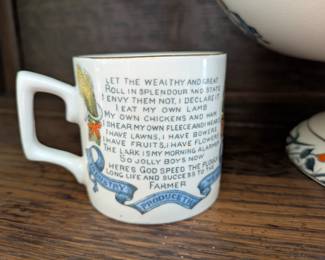 LET THE WEALTHY AND GREAT
ROLL IN SPLENDOUR AND STATE
I ENVY THEM NOT, I DECLARE IT
I EAT MY OWN LAMB
MY OWN CHICKENS AND HAM
I SHEAR MY OWN FLEECE AND I WEAR
I HAVE LAWNS, I HAVE BOWERS
I HAVE FRUITS, I HAVE FLOWERS
THE LARK IS MY MORNING ALARMER
SO JOLLY BOYS NOW
HERE'S GOD SPEED THE PLOUGH
LONG LIFE AND SUCCESS TO THE
FARMER
PRODUCETH